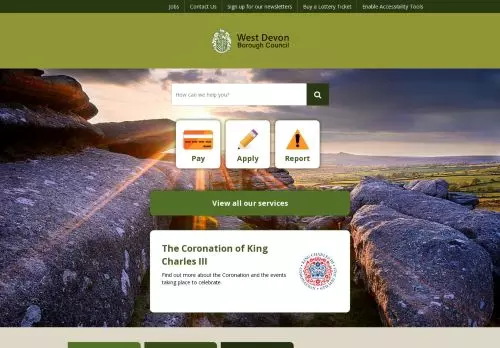 Jobs
Contact Us
Sign up for our newsletters
Buy a Lottery Ticket
Enable Accessibility Tools
West Devon
Borough Council
How can we help you?
Pay
Apply
Report
View all our services
The Coronation of King
Charles III
Find out more about the Coronation and the events
taking place to celebrate.